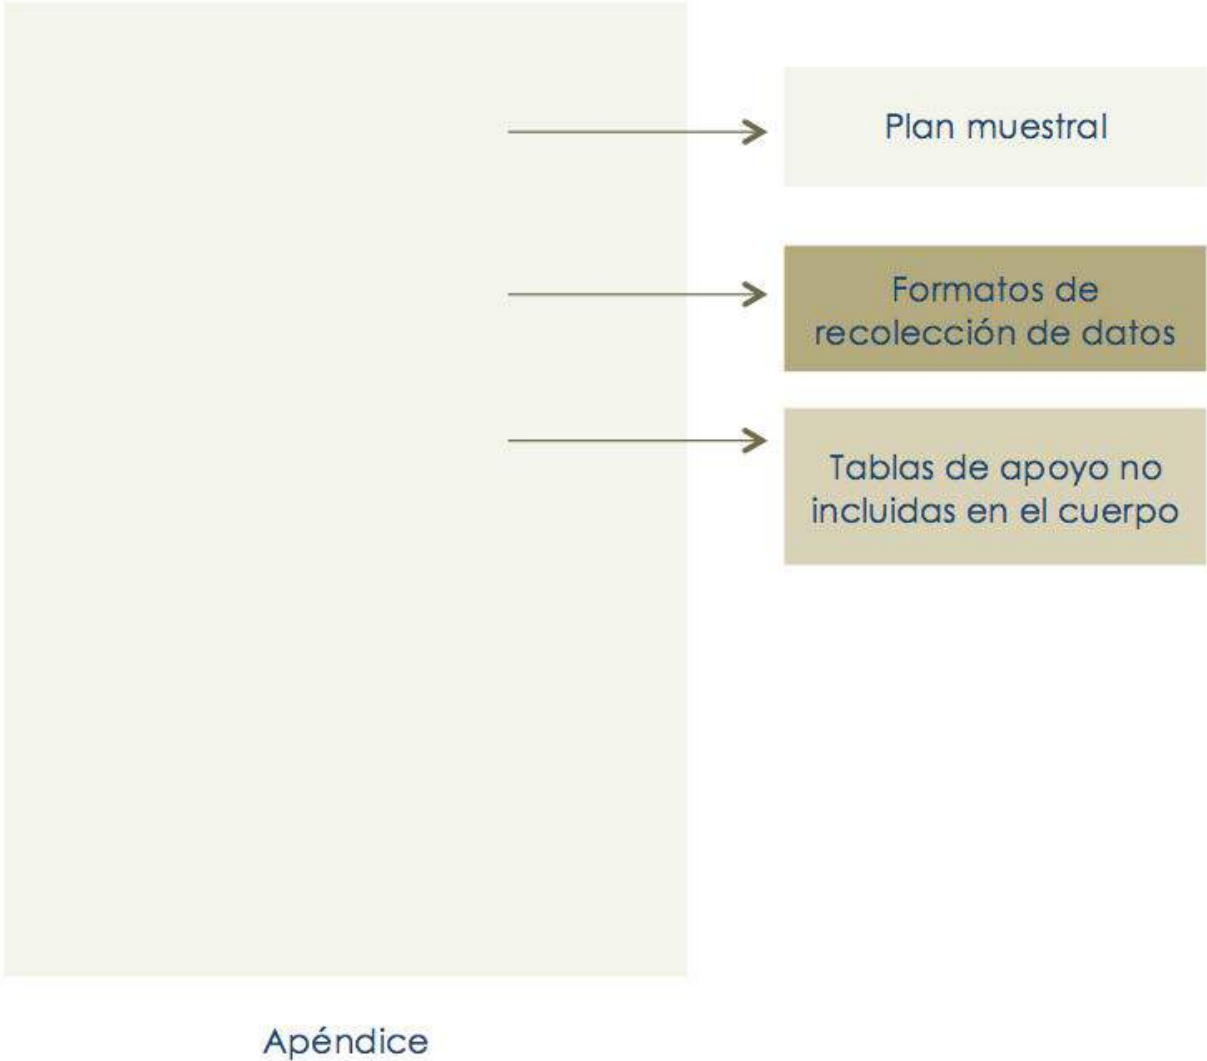 Plan muestral
Formatos de
recolección de datos
Tablas de apoyo no
incluidas en el cuerpo
Apéndice